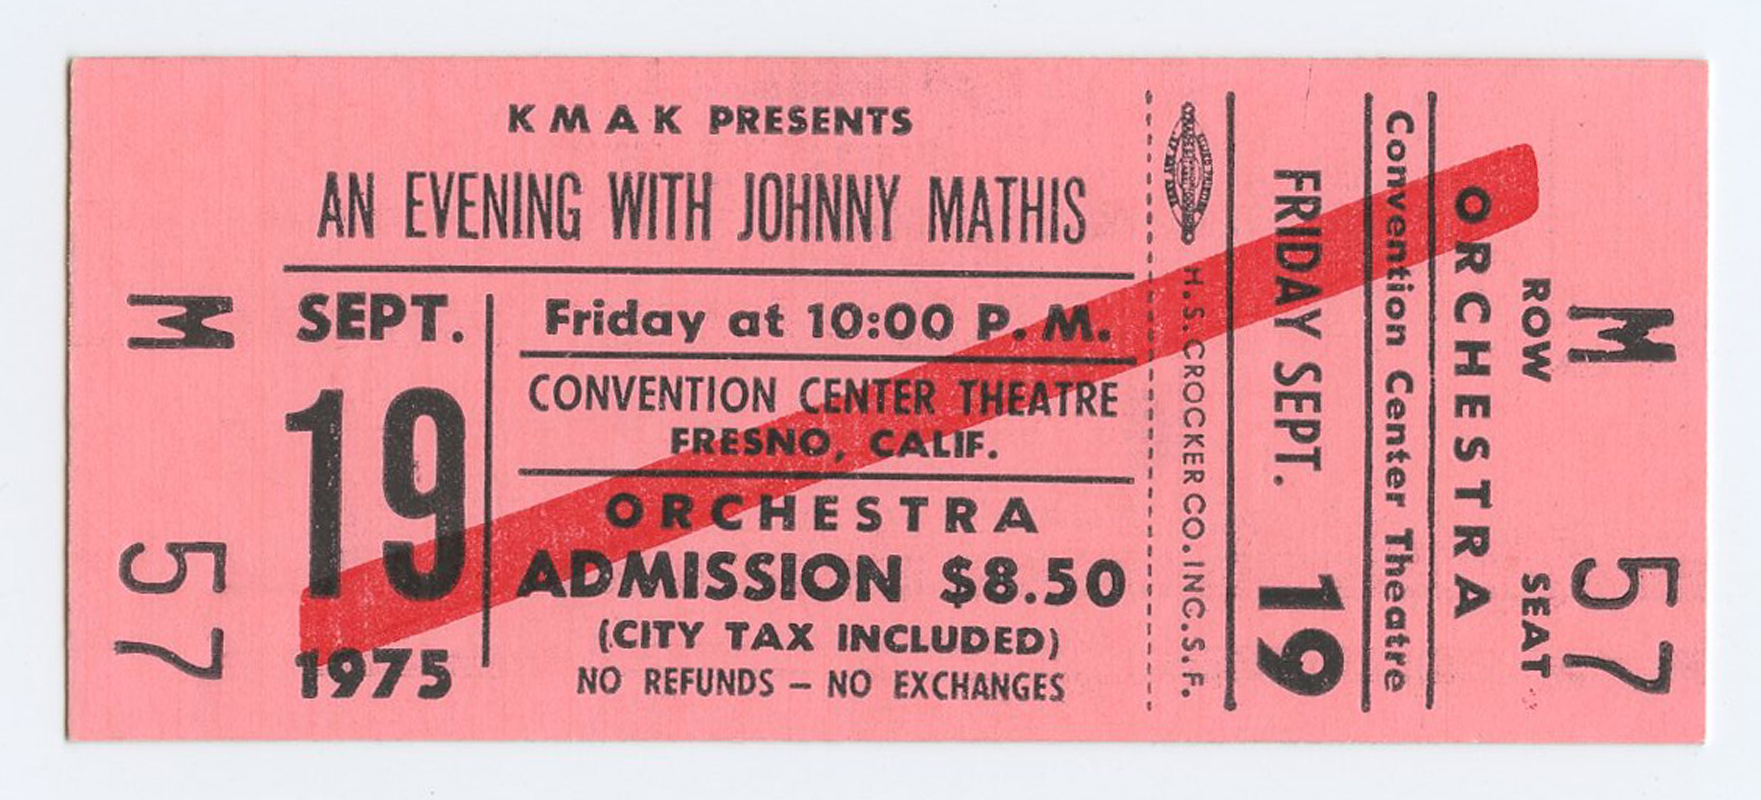 M
57
K M A K PRESENTS
AN EVENING WITH JOHNNY MATHIS
SEPT.
19
1975
Friday at 10:00 P. M.
CONVENTION CENTER THEATRE
FRESNO, CALIF.
ORCHESTRA
ADMISSION $8.50
(CITY TAX INCLUDED)
NO REFUNDS – NO EXCHANGES
H.S. CROCKER CO. INC. S.F.
FRIDAY SEPT. 19
Convention Center Theatre
ORCHESTRA
ROW
SEAT
M
57